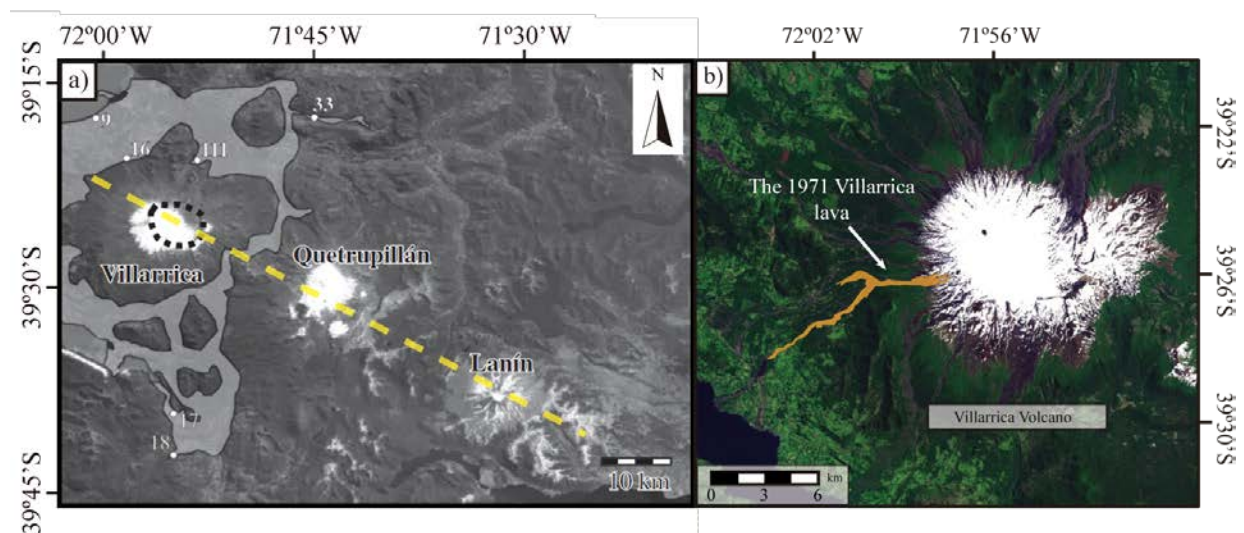 72º00’W 71º45’W 71º30’W
72º02’W 71º56’W
39º15’S
a)
N
b)
9
33
16
111
39º22’S
The 1971 Villarrica
lava
Quetrupillán
Villarrica
39º26’S
39º30’S
Lanín
17
Villarrica Volcano
39º30’S
18
10 km
km
0 3 6
39º45’S